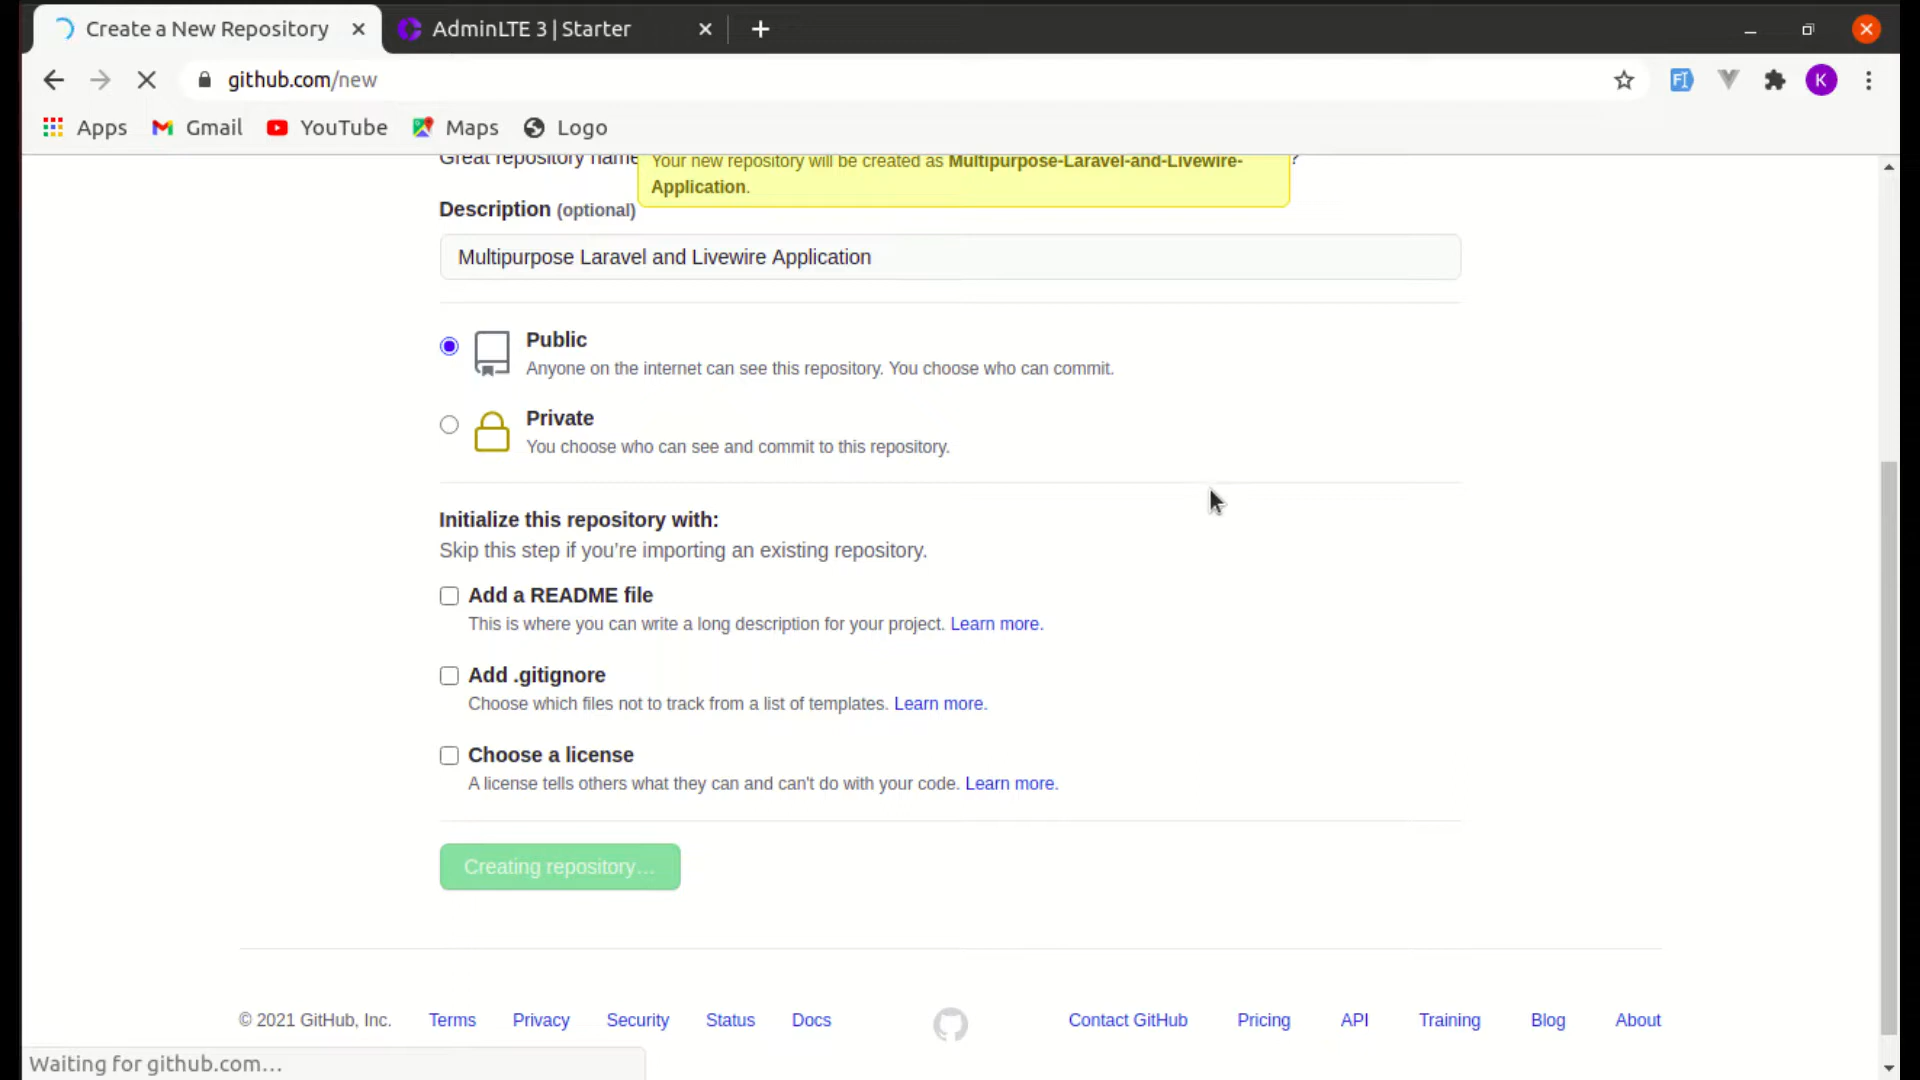 Create a New Repository
AdminLTE 3 | Starter
github.com/new
K
Apps
Gmail
YouTube
Maps
Logo
Great repository name
Your new repository will be created as Multipurpose-Laravel-and-Livewire-
Application.
?
Description (optional)
Multipurpose Laravel and Livewire Application
Public
Anyone on the internet can see this repository. You choose who can commit.
Private
You choose who can see and commit to this repository.
Initialize this repository with:
Skip this step if you’re importing an existing repository.
Add a README file
This is where you can write a long description for your project. Learn more.
Add .gitignore
Choose which files not to track from a list of templates. Learn more.
Choose a license
A license tells others what they can and can't do with your code. Learn more.
Creating repository…
© 2021 GitHub, Inc.
Terms
Privacy
Security
Status
Docs
Contact GitHub
Pricing
API
Training
Blog
About
Waiting for github.com…